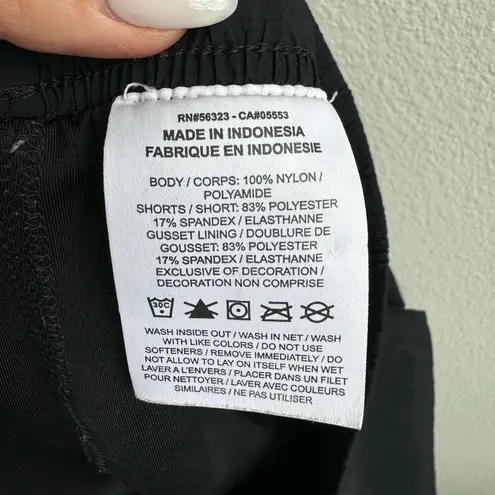 RN#56323 - CA#05553
MADE IN INDONESIA
FABRIQUE EN INDONESIE
BODY / CORPS: 100% NYLON /
POLYAMIDE
SHORTS / SHORT: 83% POLYESTER
17% SPANDEX / ELASTHANNE
GUSSET LINING / DOUBLURE DE
GOUSSET: 83% POLYESTER
17% SPANDEX / ELASTHANNE
EXCLUSIVE OF DECORATION /
DECORATION NON COMPRISE
30C
WASH INSIDE OUT / WASH IN NET / WASH
WITH LIKE COLORS / DO NOT USE
SOFTENERS / REMOVE IMMEDIATELY / DO
NOT ALLOW TO LAY ON ITSELF WHEN WET
LAVER A L'ENVERS / PLACER DANS UN FILET
POUR NETTOYER / LAVER AVEC COULEURS
SIMILAIRES / NE PAS UTILISER